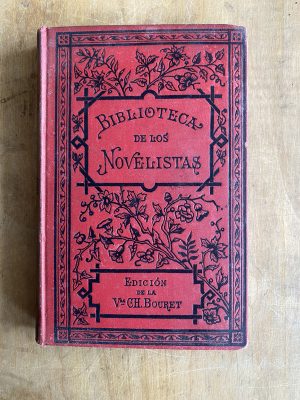 BIBLIOTECA
DE LOS
NOVELISTAS
EDICIÓN
DE LA
Vda CH. BOURET